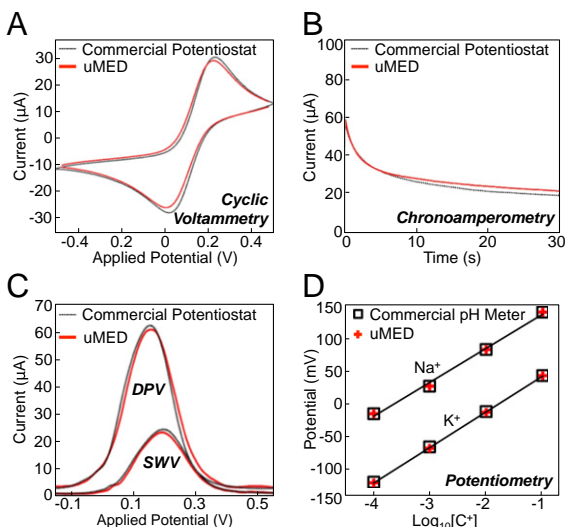 A
Commercial Potentiostat
uMED
30
20
10
0
-10
-20
-30
Current (µA)
Cyclic
Voltammetry
-0.4 -0.2 0 0.2 0.4
Applied Potential (V)
B
100
80
60
40
20
0
Current (µA)
Commercial Potentiostat
uMED
Chronoamperometry
0 10 20 30
Time (s)
C
70
60
50
40
30
20
10
0
Current (µA)
Commercial Potentiostat
uMED
DPV
SWV
-0.1 0.1 0.3 0.5
Applied Potential (V)
D
150
100
50
0
-50
-100
-150
Potential (mV)
Commercial pH Meter
uMED
Na⁺
K⁺
Potentiometry
-4 -3 -2 -1
Log₁₀[C⁺]